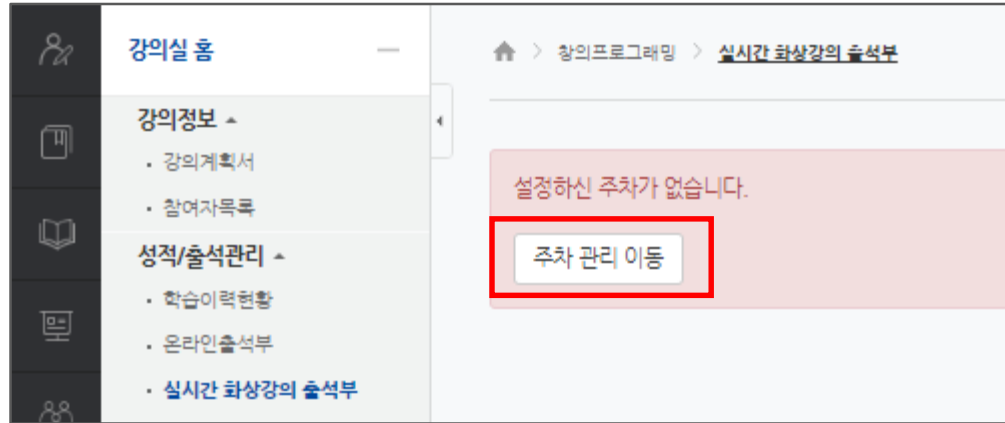 강의실 홈
강의정보
강의계획서
참여자목록
성적/출석관리
학습이력현황
온라인출석부
실시간 화상강의 출석부
창의프로그래밍 > 실시간 화상강의 출석부
설정하신 주차가 없습니다.
주차 관리 이동